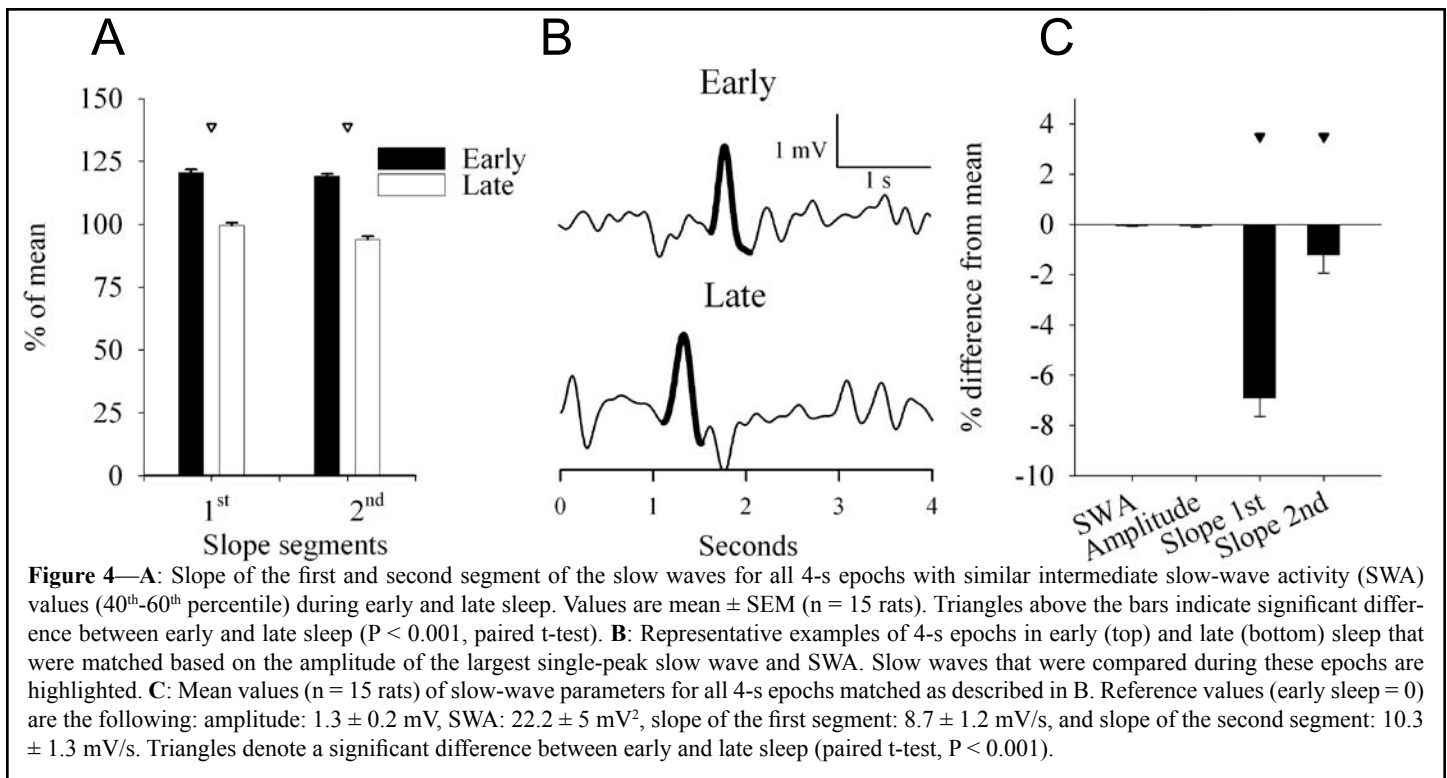 A
B
C
150
125
100
75
50
25
0
% of mean
Early
Late
1st
2nd
Slope segments
Early
1 mV
1 s
Late
0
1
2
3
4
Seconds
4
2
0
-2
-4
-6
-8
-10
% difference from mean
SWA
Amplitude
Slope 1st
Slope 2nd
Figure 4—A: Slope of the first and second segment of the slow waves for all 4-s epochs with similar intermediate slow-wave activity (SWA)
values (40th-60th percentile) during early and late sleep. Values are mean ± SEM (n = 15 rats). Triangles above the bars indicate significant differ-
ence between early and late sleep (P < 0.001, paired t-test). B: Representative examples of 4-s epochs in early (top) and late (bottom) sleep that
were matched based on the amplitude of the largest single-peak slow wave and SWA. Slow waves that were compared during these epochs are
highlighted. C: Mean values (n = 15 rats) of slow-wave parameters for all 4-s epochs matched as described in B. Reference values (early sleep = 0)
are the following: amplitude: 1.3 ± 0.2 mV, SWA: 22.2 ± 5 mV², slope of the first segment: 8.7 ± 1.2 mV/s, and slope of the second segment: 10.3
± 1.3 mV/s. Triangles denote a significant difference between early and late sleep (paired t-test, P < 0.001).